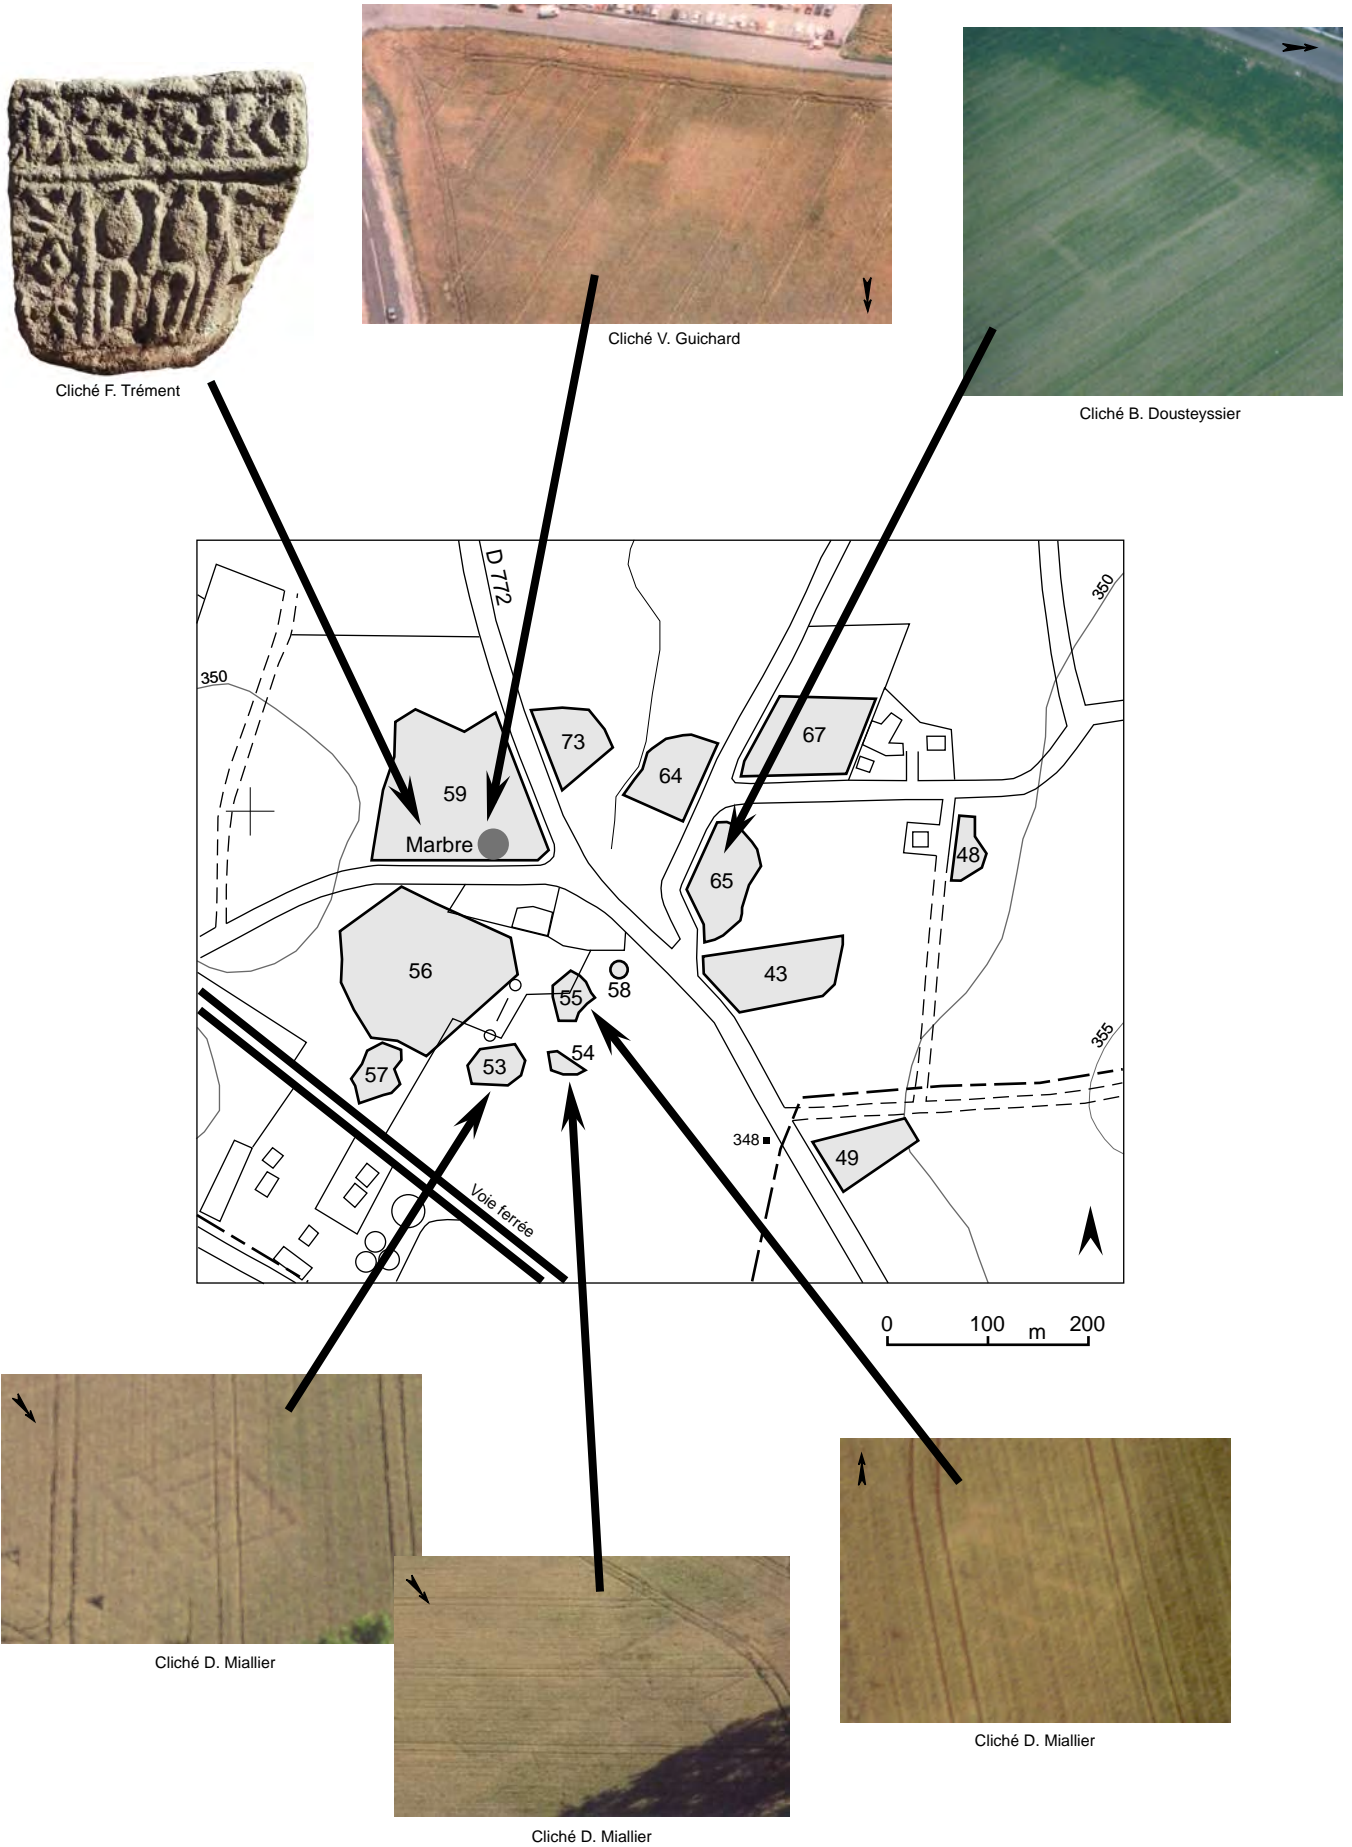 Cliché F. Trément
Cliché V. Guichard
Cliché B. Dousteyssier
D 772
350
350
73
67
64
59
Marbre
48
65
56
43
55
58
54
53
57
355
348
49
Voie ferrée
0 100 m 200
Cliché D. Miallier
Cliché D. Miallier
Cliché D. Miallier